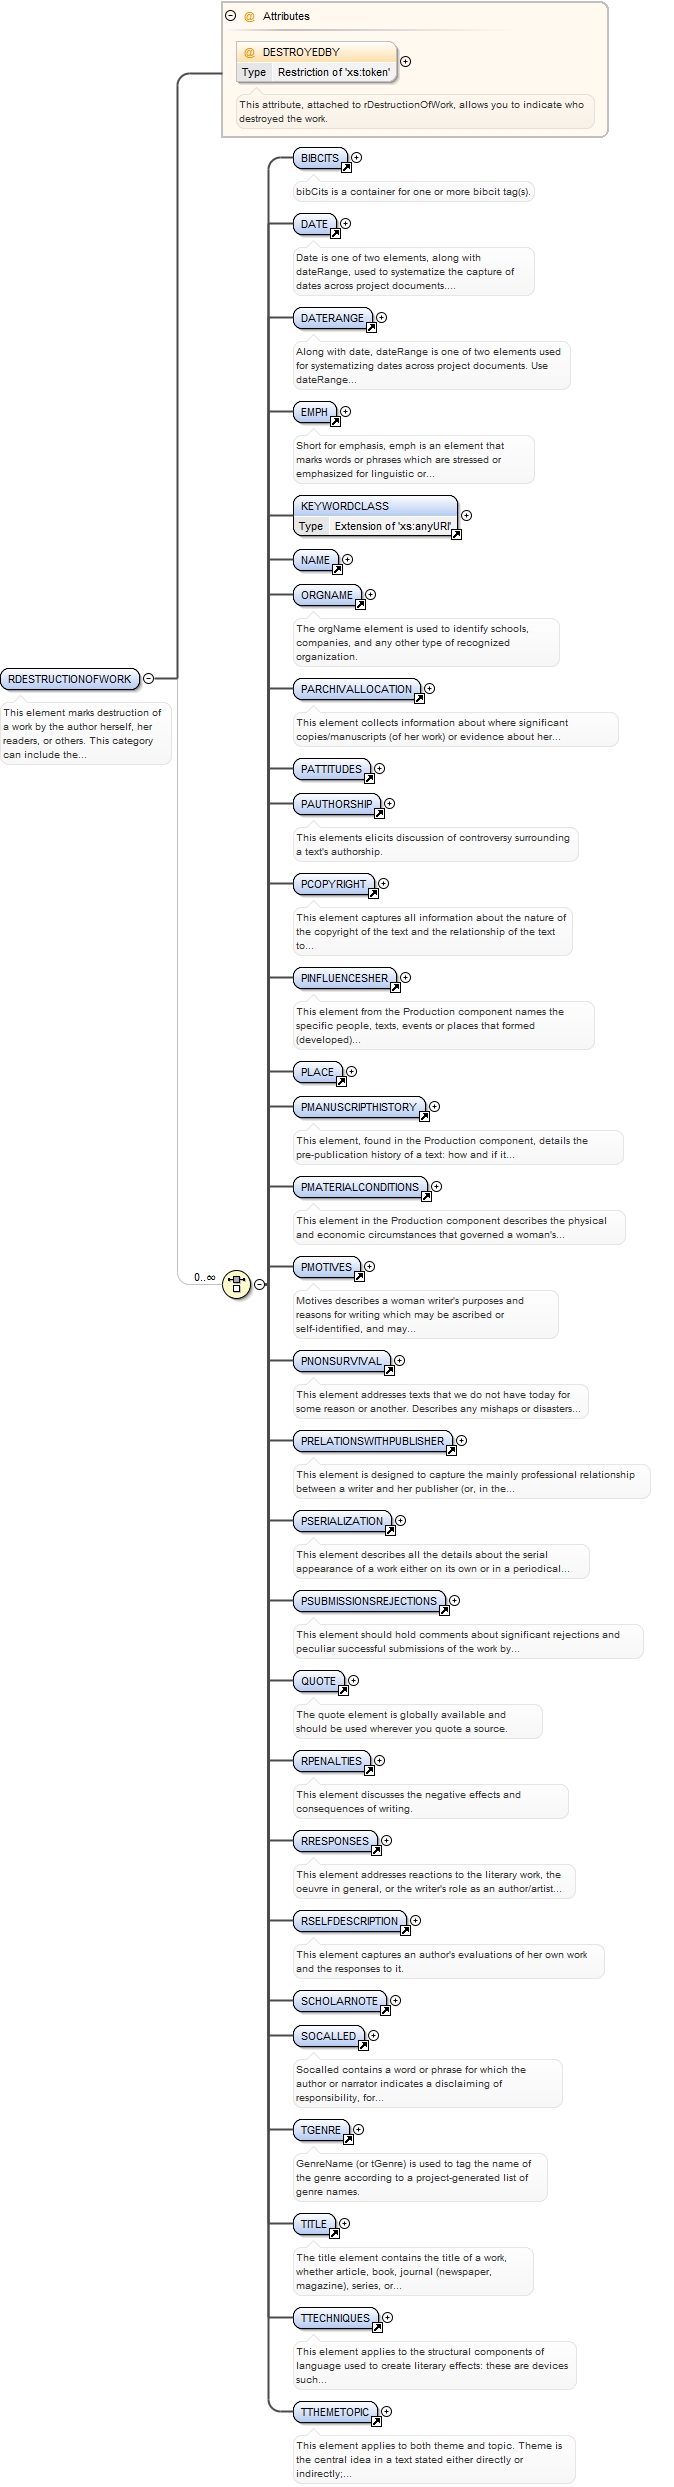 Attributes
@ DESTROYEDBY
Type Restriction of 'xs:token'
This attribute, attached to rDestructionOfWork, allows you to indicate who
destroyed the work.
BIBCITS
bibCits is a container for one or more bibcit tag(s).
DATE
Date is one of two elements, along with
dateRange, used to systematize the capture of
dates across project documents....
DATERANGE
Along with date, dateRange is one of two elements used
for systematizing dates across project documents. Use
dateRange...
EMPH
Short for emphasis, emph is an element that
marks words or phrases which are stressed or
emphasized for linguistic or...
KEYWORDCLASS
Type Extension of 'xs:anyURI'
NAME
ORGNAME
The orgName element is used to identify schools,
companies, and any other type of recognized
organization.
RDESTRUCTIONOFWORK
This element marks destruction of
a work by the author herself, her
readers, or others. This category
can include the...
PARCHIVALLOCATION
This element collects information about where significant
copies/manuscripts (of her work) or evidence about her...
PATTITUDES
PAUTHORSHIP
This elements elicits discussion of controversy surrounding
a text's authorship.
PCOPYRIGHT
This element captures all information about the nature of
the copyright of the text and the relationship of the text
to...
PINFLUENCESHER
This element from the Production component names the
specific people, texts, events or places that formed
(developed)...
PLACE
PMANUSCRIPTHISTORY
This element, found in the Production component, details the
pre-publication history of a text: how and if it...
PMATERIALCONDITIONS
This element in the Production component describes the physical
and economic circumstances that governed a woman's...
0..∞
PMOTIVES
Motives describes a woman writer's purposes and
reasons for writing which may be ascribed or
self-identified, and may...
PNONSURVIVAL
This element addresses texts that we do not have today for
some reason or another. Describes any mishaps or disasters...
PRELATIONSWITHPUBLISHER
This element is designed to capture the mainly professional relationship
between a writer and her publisher (or, in the...
PSERIALIZATION
This element describes all the details about the serial
appearance of a work either on its own or in a periodical...
PSUBMISSIONSREJECTIONS
This element should hold comments about significant rejections and
peculiar successful submissions of the work by...
QUOTE
The quote element is globally available and
should be used wherever you quote a source.
RPENALTIES
This element discusses the negative effects and
consequences of writing.
RRESPONSES
This element addresses reactions to the literary work, the
oeuvre in general, or the writer's role as an author/artist...
RSELFDESCRIPTION
This element captures an author's evaluations of her own work
and the responses to it.
SCHOLARNOTE
SOCALLED
Socalled contains a word or phrase for which the
author or narrator indicates a disclaiming of
responsibility, for...
TGENRE
GenreName (or tGenre) is used to tag the name of
the genre according to a project-generated list of
genre names.
TITLE
The title element contains the title of a work,
whether article, book, journal (newspaper,
magazine), series, or...
TTECHNIQUES
This element applies to the structural components of
language used to create literary effects: these are devices
such...
TTHEMETOPIC
This element applies to both theme and topic. Theme is
the central idea in a text stated either directly or
indirectly;...